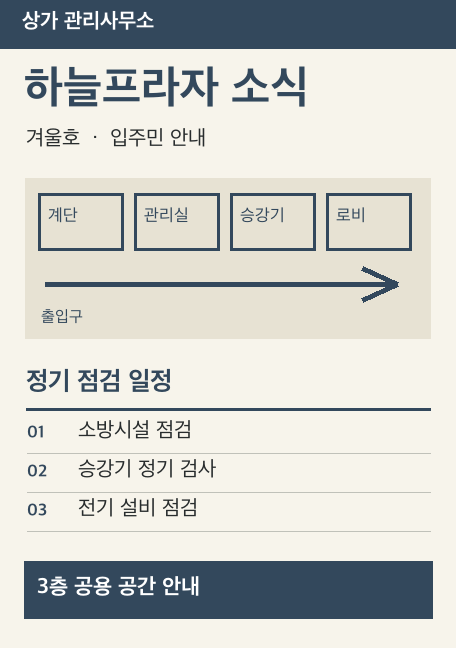 상가 관리사무소
하늘프라자 소식
겨울호 · 입주민 안내
계단 관리실 승강기 로비
출입구
정기 점검 일정
01 소방시설 점검
02 승강기 정기 검사
03 전기 설비 점검
3층 공용 공간 안내